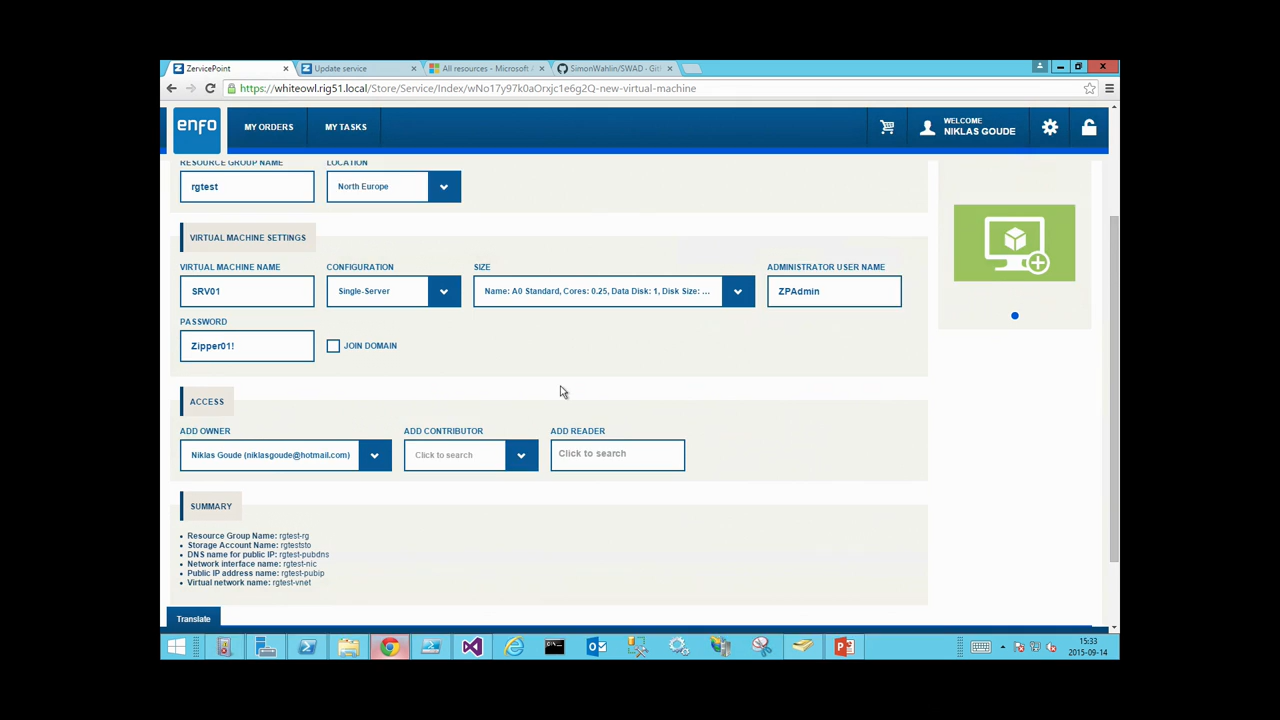 ZervicePoint
Update service
All resources - Microsoft A
SimonWahlin/SWAD · Git
https://whiteowl.rig51.local/Store/Service/Index/wNo17y97k0aOrxjc1e6g2Q-new-virtual-machine
enfo
MY ORDERS
MY TASKS
WELCOME
NIKLAS GOUDE
RESOURCE GROUP NAME
LOCATION
rgtest
North Europe
VIRTUAL MACHINE SETTINGS
VIRTUAL MACHINE NAME
CONFIGURATION
SIZE
ADMINISTRATOR USER NAME
SRV01
Single-Server
Name: A0 Standard, Cores: 0.25, Data Disk: 1, Disk Size: ...
ZPAdmin
PASSWORD
Zipper01!
JOIN DOMAIN
ACCESS
ADD OWNER
ADD CONTRIBUTOR
ADD READER
Niklas Goude (niklasgoude@hotmail.com)
Click to search
Click to search
SUMMARY
• Resource Group Name: rgtest-rg
• Storage Account Name: rgteststo
• DNS name for public IP: rgtest-pubdns
• Network interface name: rgtest-nic
• Public IP address name: rgtest-pubip
• Virtual network name: rgtest-vnet
Translate
15:33
2015-09-14